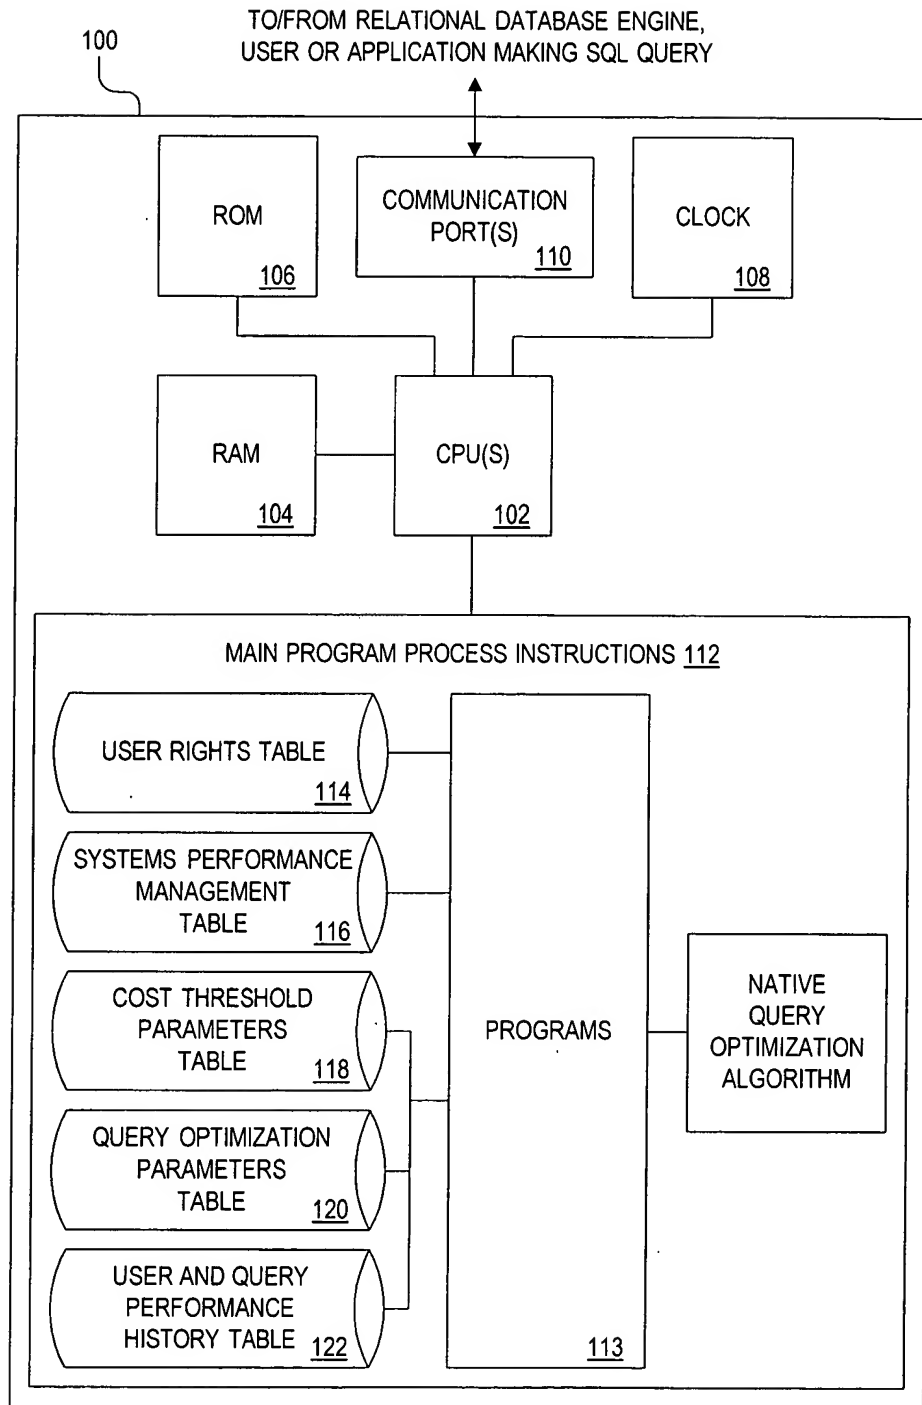 TO/FROM RELATIONAL DATABASE ENGINE,
USER OR APPLICATION MAKING SQL QUERY
100
ROM
106
COMMUNICATION
PORT(S)
110
CLOCK
108
RAM
104
CPU(S)
102
MAIN PROGRAM PROCESS INSTRUCTIONS 112
USER RIGHTS TABLE
114
SYSTEMS PERFORMANCE
MANAGEMENT
TABLE
116
COST THRESHOLD
PARAMETERS
TABLE
118
QUERY OPTIMIZATION
PARAMETERS
TABLE
120
USER AND QUERY
PERFORMANCE
HISTORY TABLE
122
PROGRAMS
113
NATIVE
QUERY
OPTIMIZATION
ALGORITHM